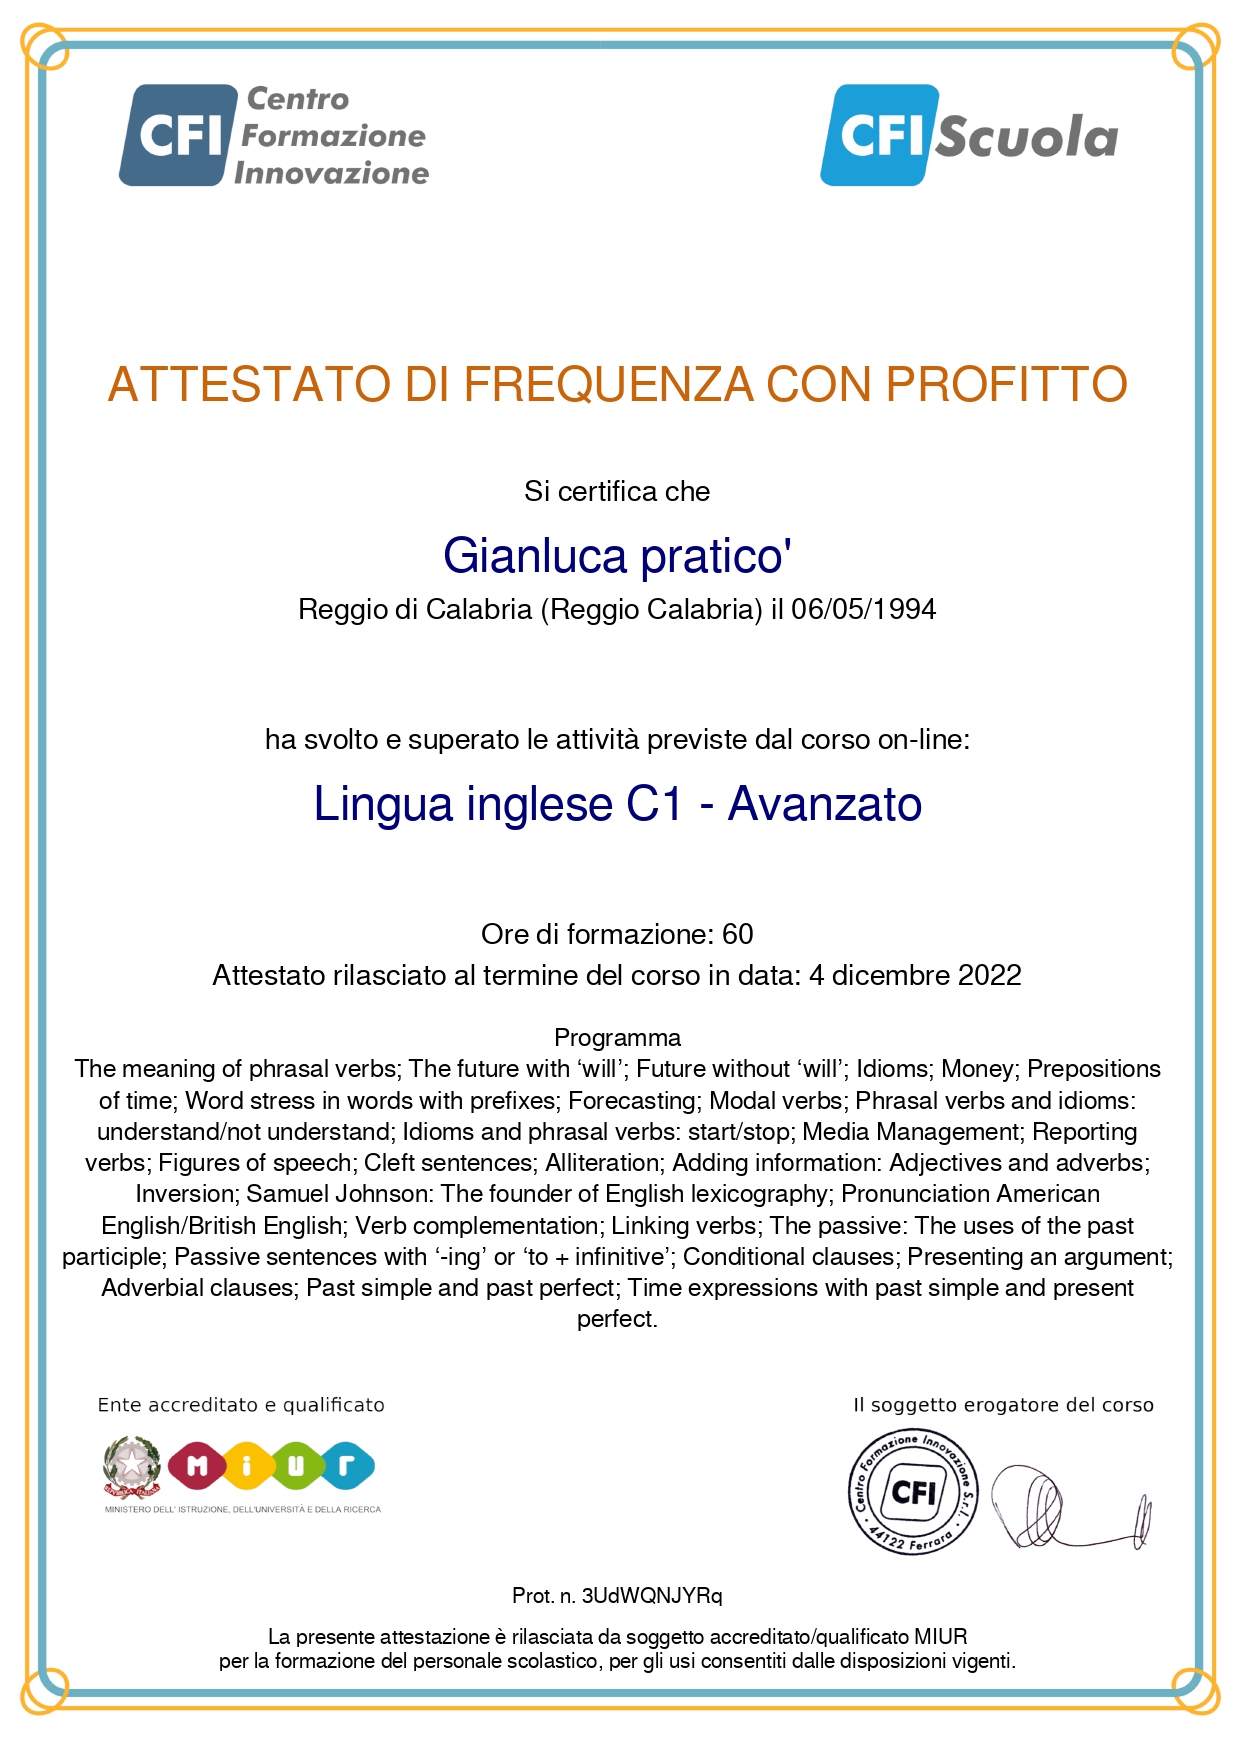 CFI Centro
Formazione
Innovazione
CFI Scuola
ATTESTATO DI FREQUENZA CON PROFITTO
Si certifica che
Gianluca pratico'
Reggio di Calabria (Reggio Calabria) il 06/05/1994
ha svolto e superato le attività previste dal corso on-line:
Lingua inglese C1 - Avanzato
Ore di formazione: 60
Attestato rilasciato al termine del corso in data: 4 dicembre 2022
Programma
The meaning of phrasal verbs; The future with ‘will’; Future without ‘will’; Idioms; Money; Prepositions
of time; Word stress in words with prefixes; Forecasting; Modal verbs; Phrasal verbs and idioms:
understand/not understand; Idioms and phrasal verbs: start/stop; Media Management; Reporting
verbs; Figures of speech; Cleft sentences; Alliteration; Adding information: Adjectives and adverbs;
Inversion; Samuel Johnson: The founder of English lexicography; Pronunciation American
English/British English; Verb complementation; Linking verbs; The passive: The uses of the past
participle; Passive sentences with ‘-ing’ or ‘to + infinitive’; Conditional clauses; Presenting an argument;
Adverbial clauses; Past simple and past perfect; Time expressions with past simple and present
perfect.
Ente accreditato e qualificato
REPVBBLICA ITALIANA
miur
MINISTERO DELL' ISTRUZIONE, DELL'UNIVERSITÀ E DELLA RICERCA
Il soggetto erogatore del corso
Centro Formazione Innovazione S.r.l.
CFI
44122 Ferrara
Prot. n. 3UdWQNJYRq
La presente attestazione è rilasciata da soggetto accreditato/qualificato MIUR
per la formazione del personale scolastico, per gli usi consentiti dalle disposizioni vigenti.